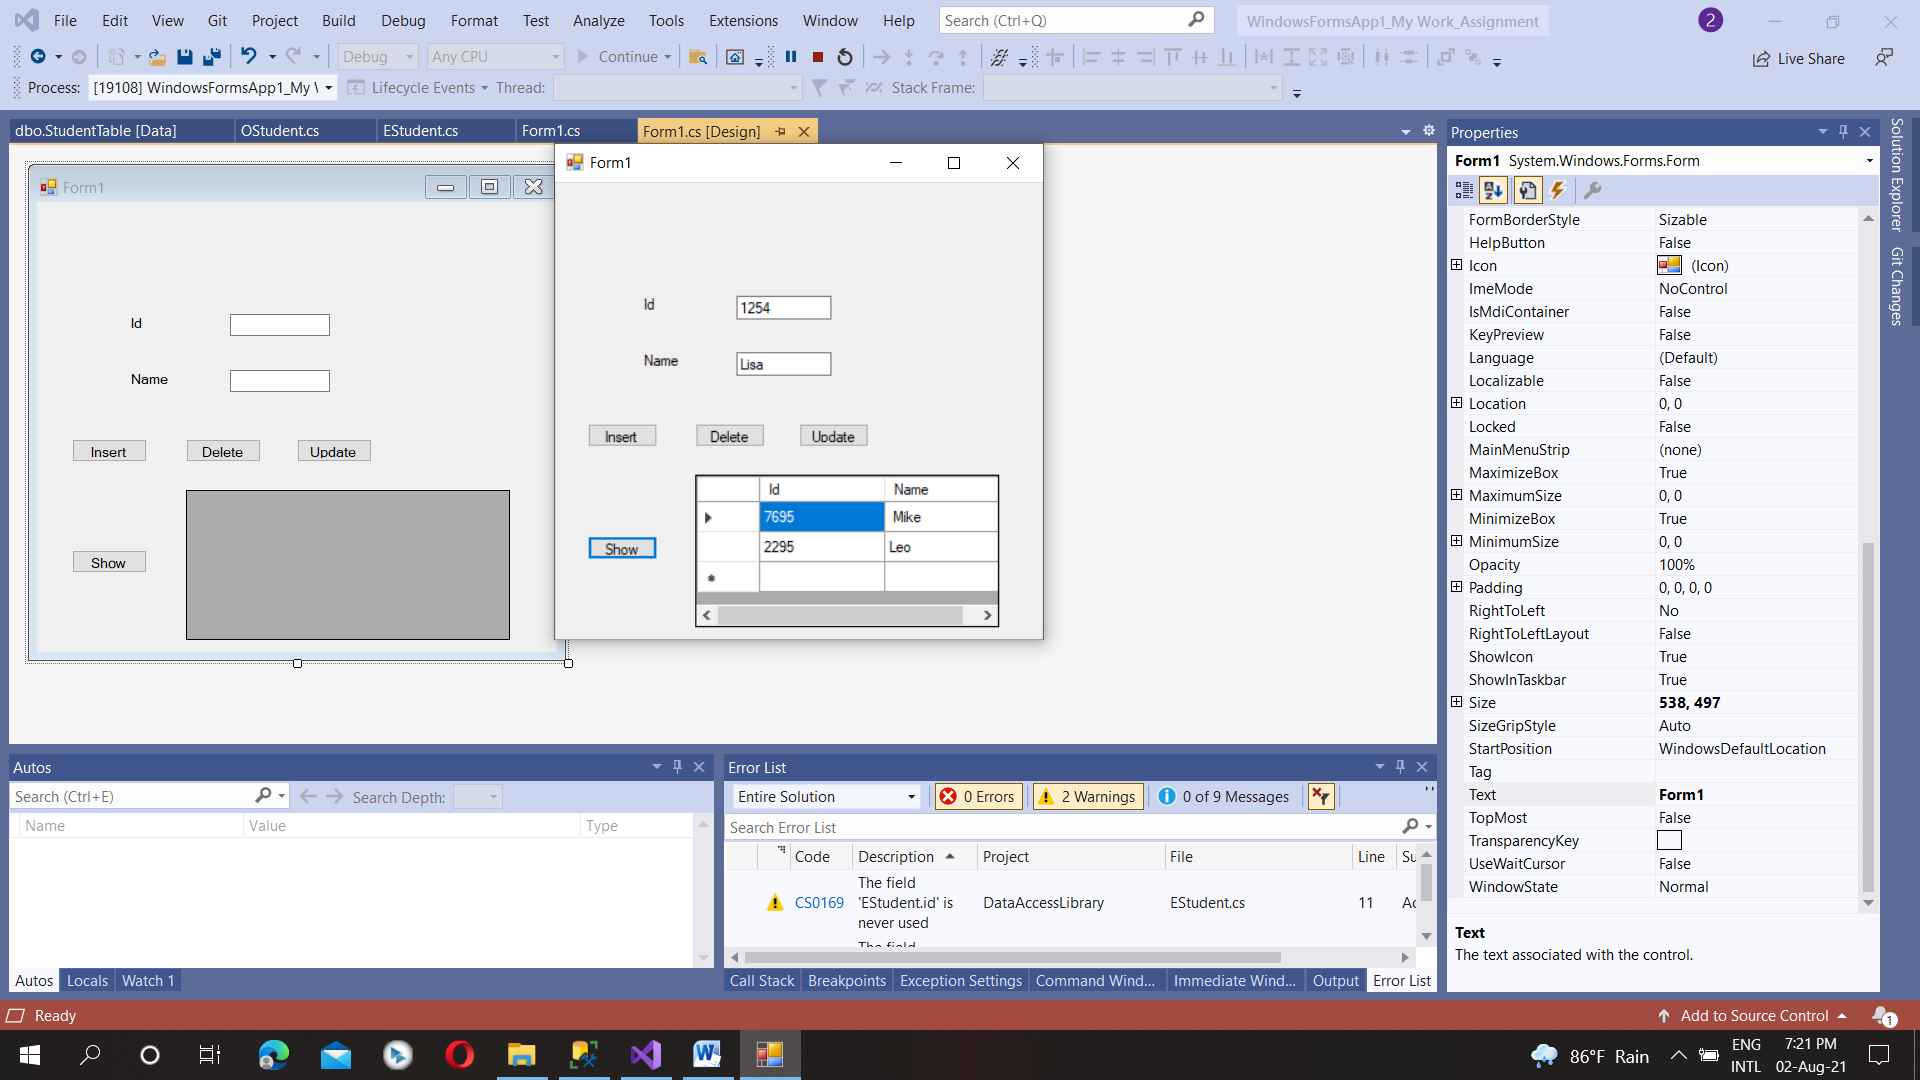 File Edit View Git Project Build Debug Format Test Analyze Tools Extensions Window Help Search (Ctrl+Q) WindowsFormsApp1_My Work_Assignment 2
Debug Any CPU Continue Live Share
Process: [19108] WindowsFormsApp1_My Lifecycle Events Thread: Stack Frame:
dbo.StudentTable [Data] OStudent.cs EStudent.cs Form1.cs Form1.cs [Design]
Form1
Id
Name
Insert Delete Update
Show
Form1
Id 1254
Name Lisa
Insert Delete Update
Id Name
7695 Mike
2295 Leo
Show
Properties
Form1 System.Windows.Forms.Form
FormBorderStyle Sizable
HelpButton False
Icon (Icon)
ImeMode NoControl
IsMdiContainer False
KeyPreview False
Language (Default)
Localizable False
Location 0, 0
Locked False
MainMenuStrip (none)
MaximizeBox True
MaximumSize 0, 0
MinimizeBox True
MinimumSize 0, 0
Opacity 100%
Padding 0, 0, 0, 0
RightToLeft No
RightToLeftLayout False
ShowIcon True
ShowInTaskbar True
Size 538, 497
SizeGripStyle Auto
StartPosition WindowsDefaultLocation
Tag
Text Form1
TopMost False
TransparencyKey
UseWaitCursor False
WindowState Normal
Text
The text associated with the control.
Solution Explorer
Git Changes
Autos
Search (Ctrl+E) Search Depth:
Name Value Type
Autos Locals Watch 1
Error List
Entire Solution 0 Errors 2 Warnings 0 of 9 Messages
Search Error List
Code Description Project File Line Su
CS0169 The field 'EStudent.id' is never used DataAccessLibrary EStudent.cs 11 Ac
The field
Call Stack Breakpoints Exception Settings Command Wind... Immediate Wind... Output Error List
Ready Add to Source Control 1
86°F Rain ENG INTL 7:21 PM 02-Aug-21